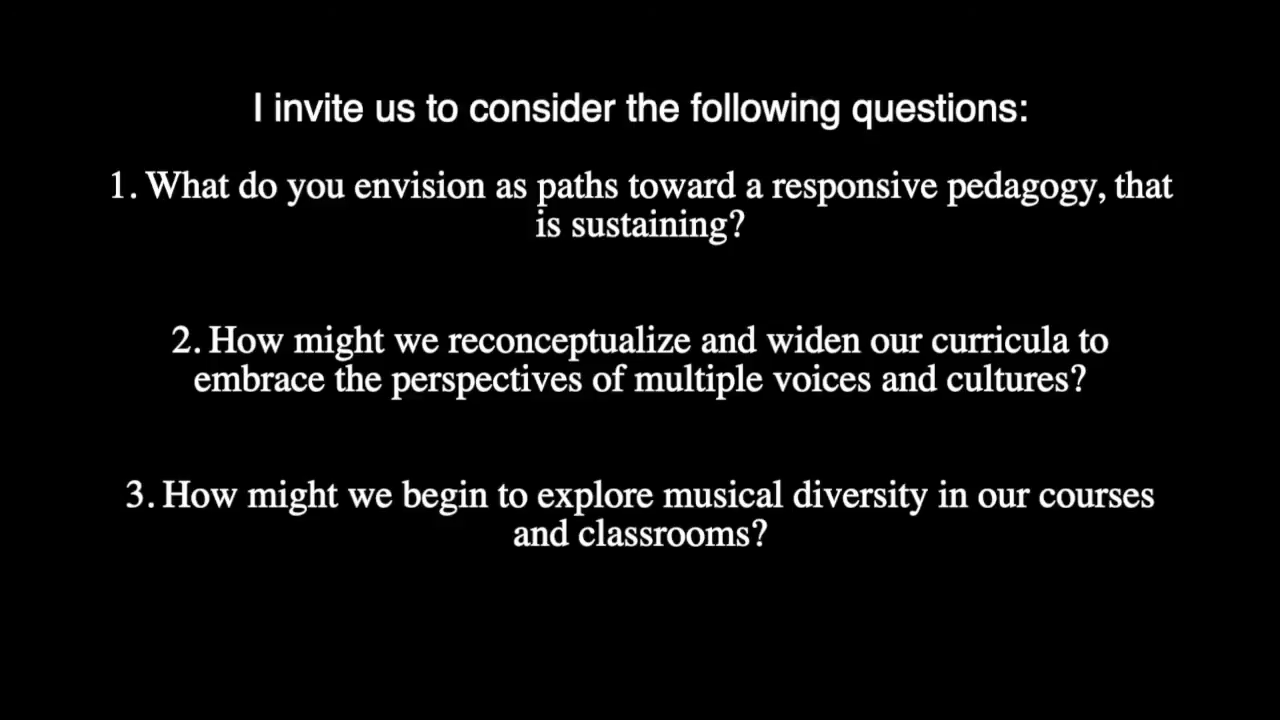 I invite us to consider the following questions:
1. What do you envision as paths toward a responsive pedagogy, that
is sustaining?
2. How might we reconceptualize and widen our curricula to
embrace the perspectives of multiple voices and cultures?
3. How might we begin to explore musical diversity in our courses
and classrooms?